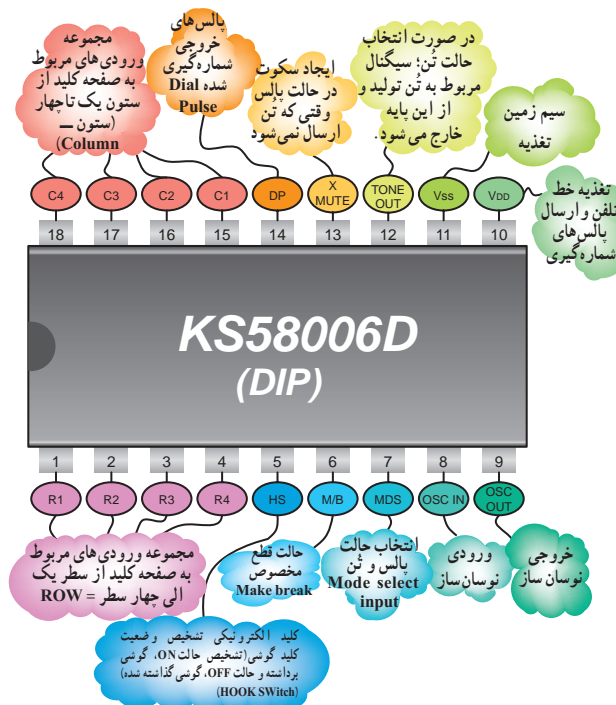 مجموعه
ورودی‌های مربوط
به صفحه کلید از
ستون یک تا چهار
(ستون ــ
Column)
پالس‌های
خروجی
شماره‌گیری
شده Dial
Pulse
ایجاد سکوت
در حالت پالس
وقتی که تُن
ارسال نمی‌شود
در صورت انتخاب
حالت تُن؛ سیگنال
مربوط به تُن تولید و
از این پایه
خارج می‌شود.
سیم زمین
تغذیه
تغذیه خط
تلفن و ارسال
پالس‌های
شماره‌گیری
C4
C3
C2
C1
DP
X
MUTE
TONE
OUT
Vss
VDD
18 17 16 15 14 13 12 11 10
KS58006D
(DIP)
1 2 3 4 5 6 7 8 9
R1
R2
R3
R4
HS
M/B
MDS
OSC IN
OSC
OUT
مجموعه ورودی‌های مربوط
به صفحه کلید از سطر یک
الی چهار سطر = ROW
حالت قطع
مخصوص
Make break
انتخاب حالت
پالس و تُن
Mode select
input
ورودی
نوسان‌ساز
خروجی
نوسان ساز
کلید الکترونیکی تشخیص وضعیت
کلید گوشی(تشخیص حالت ON، گوشی
برداشته و حالت OFF، گوشی گذاشته شده)
(HOOK SWitch)